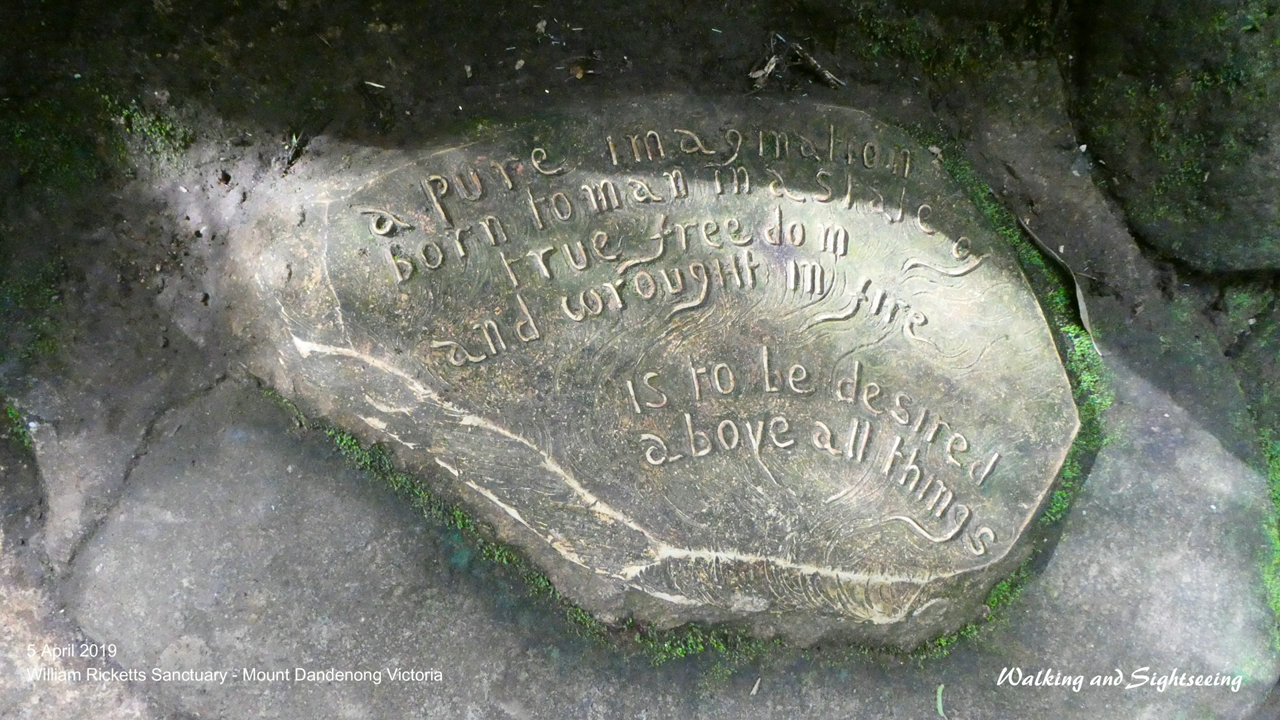 a pure imagination
born to man in a state o
true freedom
and wrought in fire
is to be desired
above all things
5 April 2019
William Ricketts Sanctuary - Mount Dandenong Victoria
Walking and Sightseeing